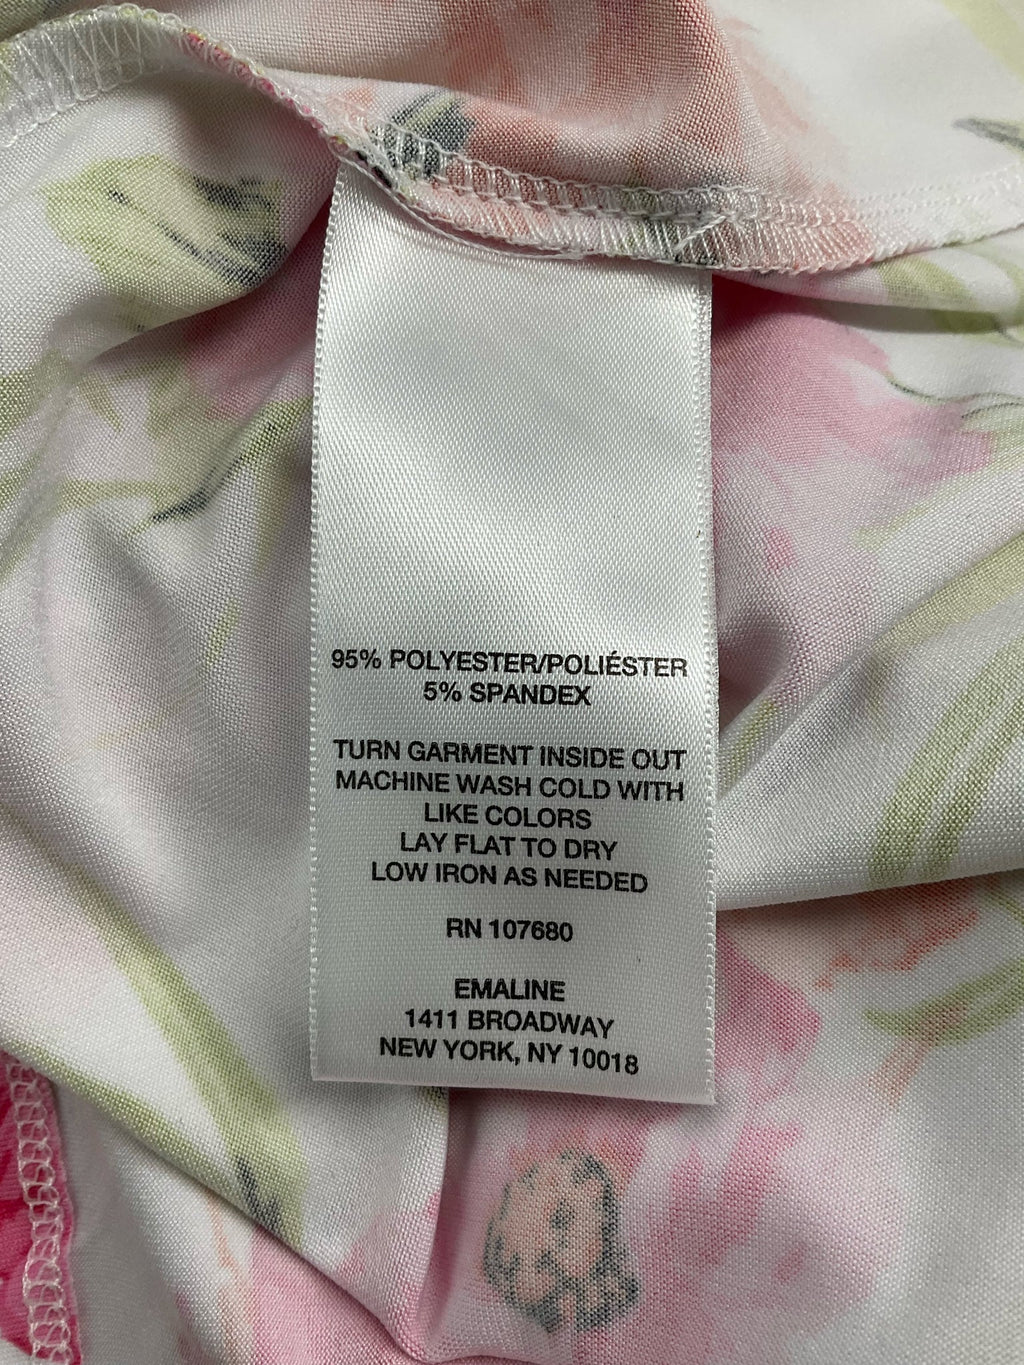 95% POLYESTER/POLIÉSTER
5% SPANDEX
TURN GARMENT INSIDE OUT
MACHINE WASH COLD WITH
LIKE COLORS
LAY FLAT TO DRY
LOW IRON AS NEEDED
RN 107680
EMALINE
1411 BROADWAY
NEW YORK, NY 10018